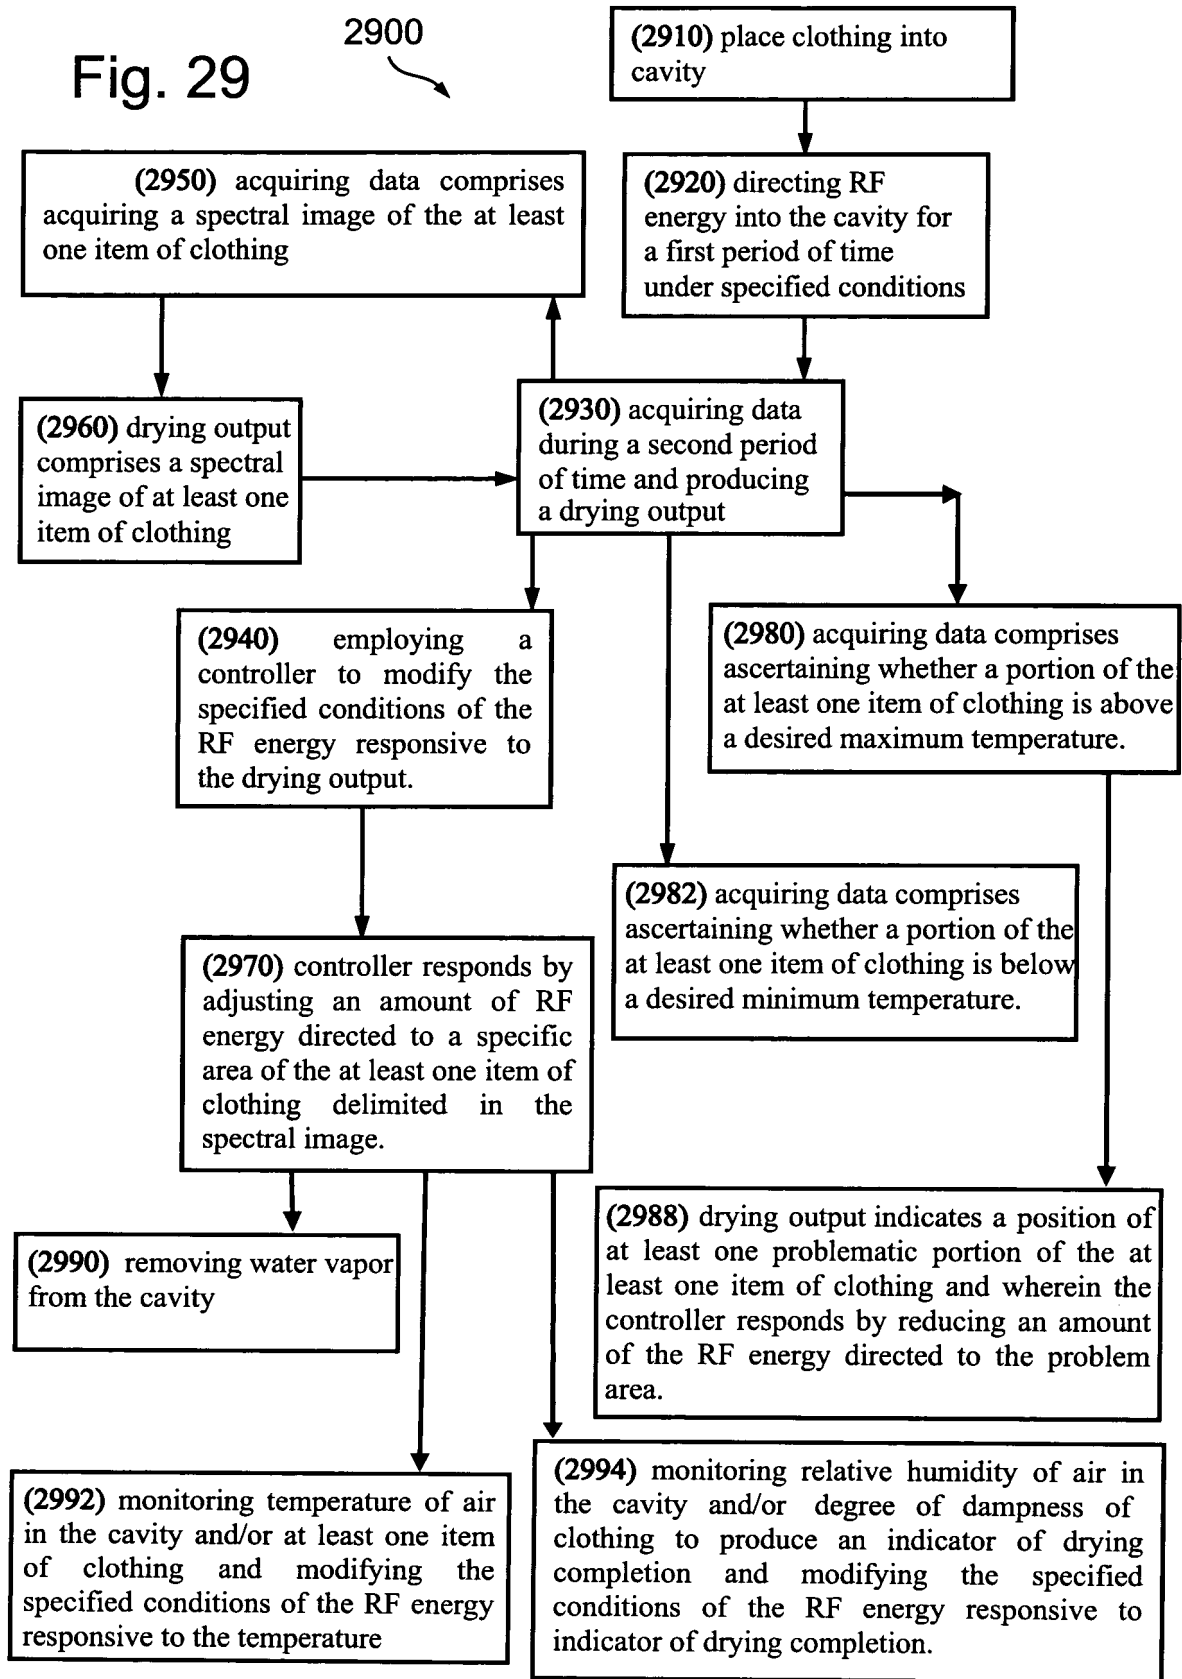 Fig. 29
2900
(2910) place clothing into
cavity
(2920) directing RF
energy into the cavity for
a first period of time
under specified conditions
(2950) acquiring data comprises
acquiring a spectral image of the at least
one item of clothing
(2960) drying output
comprises a spectral
image of at least one
item of clothing
(2930) acquiring data
during a second period
of time and producing
a drying output
(2940) employing a
controller to modify the
specified conditions of the
RF energy responsive to
the drying output.
(2980) acquiring data comprises
ascertaining whether a portion of the
at least one item of clothing is above
a desired maximum temperature.
(2982) acquiring data comprises
ascertaining whether a portion of the
at least one item of clothing is below
a desired minimum temperature.
(2970) controller responds by
adjusting an amount of RF
energy directed to a specific
area of the at least one item of
clothing delimited in the
spectral image.
(2988) drying output indicates a position of
at least one problematic portion of the at
least one item of clothing and wherein the
controller responds by reducing an amount
of the RF energy directed to the problem
area.
(2990) removing water vapor
from the cavity
(2992) monitoring temperature of air
in the cavity and/or at least one item
of clothing and modifying the
specified conditions of the RF energy
responsive to the temperature
(2994) monitoring relative humidity of air in
the cavity and/or degree of dampness of
clothing to produce an indicator of drying
completion and modifying the specified
conditions of the RF energy responsive to
indicator of drying completion.